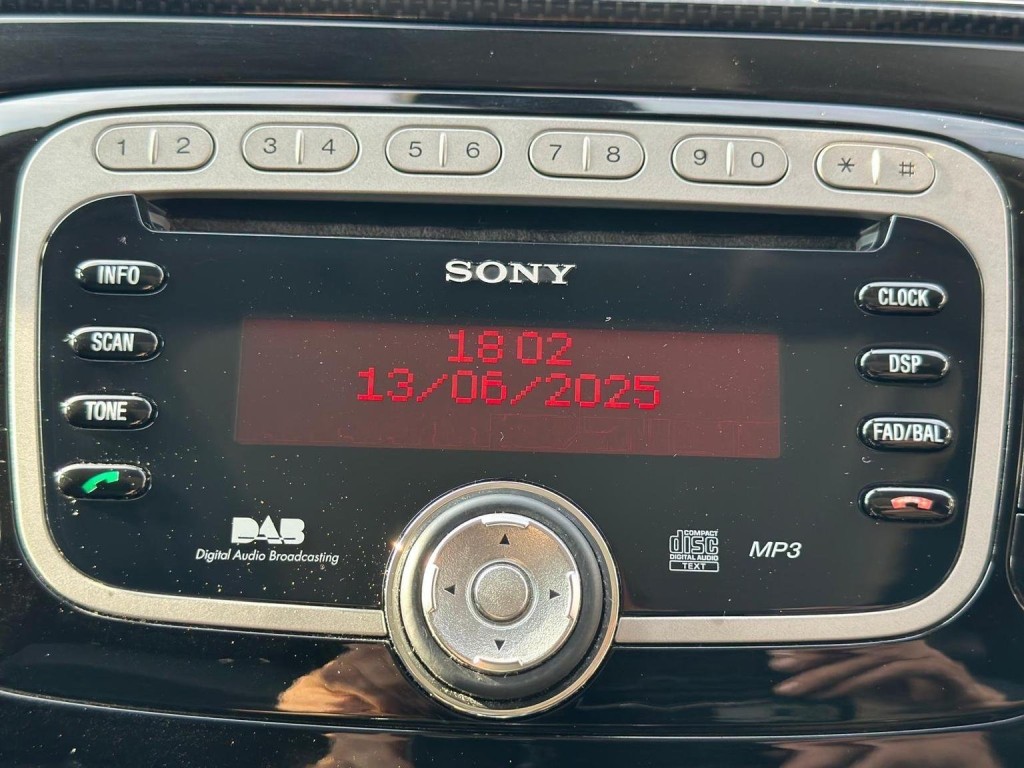 1 2 3 4 5 6 7 8 9 0 * #
SONY
INFO
CLOCK
18 02
SCAN
DSP
13/06/2025
TONE
FAD/BAL
DAB
Digital Audio Broadcasting
COMPACT
disc
DIGITAL AUDIO
TEXT
MP3